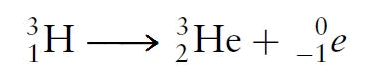 ³₁H ⟶ ³₂He + ⁰₋₁e